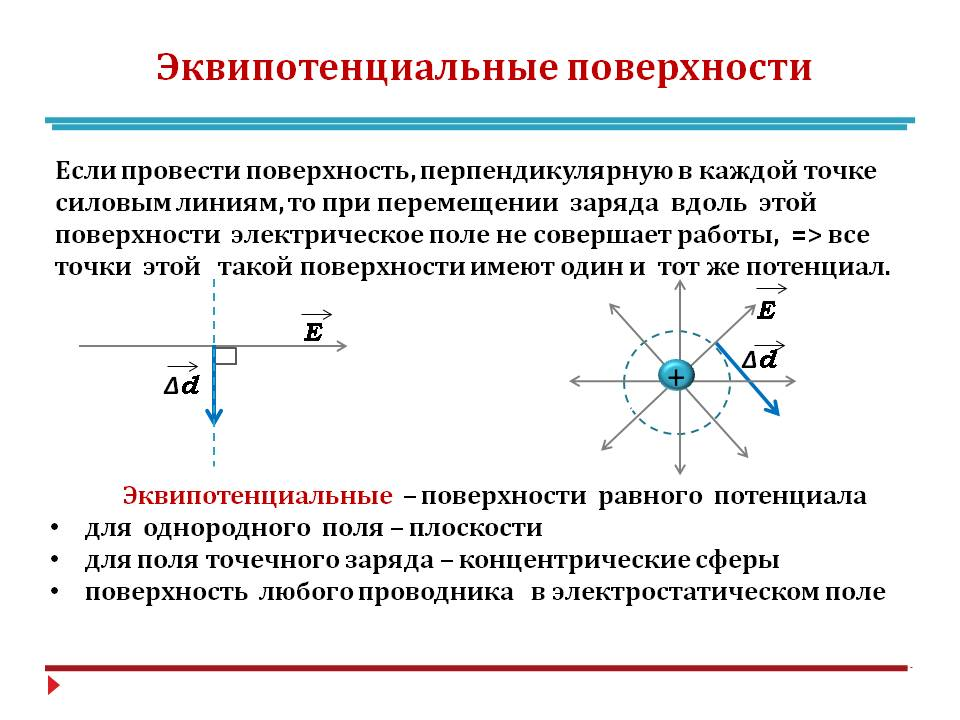 Эквипотенциальные поверхности
Если провести поверхность, перпендикулярную в каждой точке
силовым линиям, то при перемещении заряда вдоль этой
поверхности электрическое поле не совершает работы, => все
точки этой такой поверхности имеют один и тот же потенциал.
E
E
Δd
Δd
+
Эквипотенциальные – поверхности равного потенциала
• для однородного поля – плоскости
• для поля точечного заряда – концентрические сферы
• поверхность любого проводника в электростатическом поле